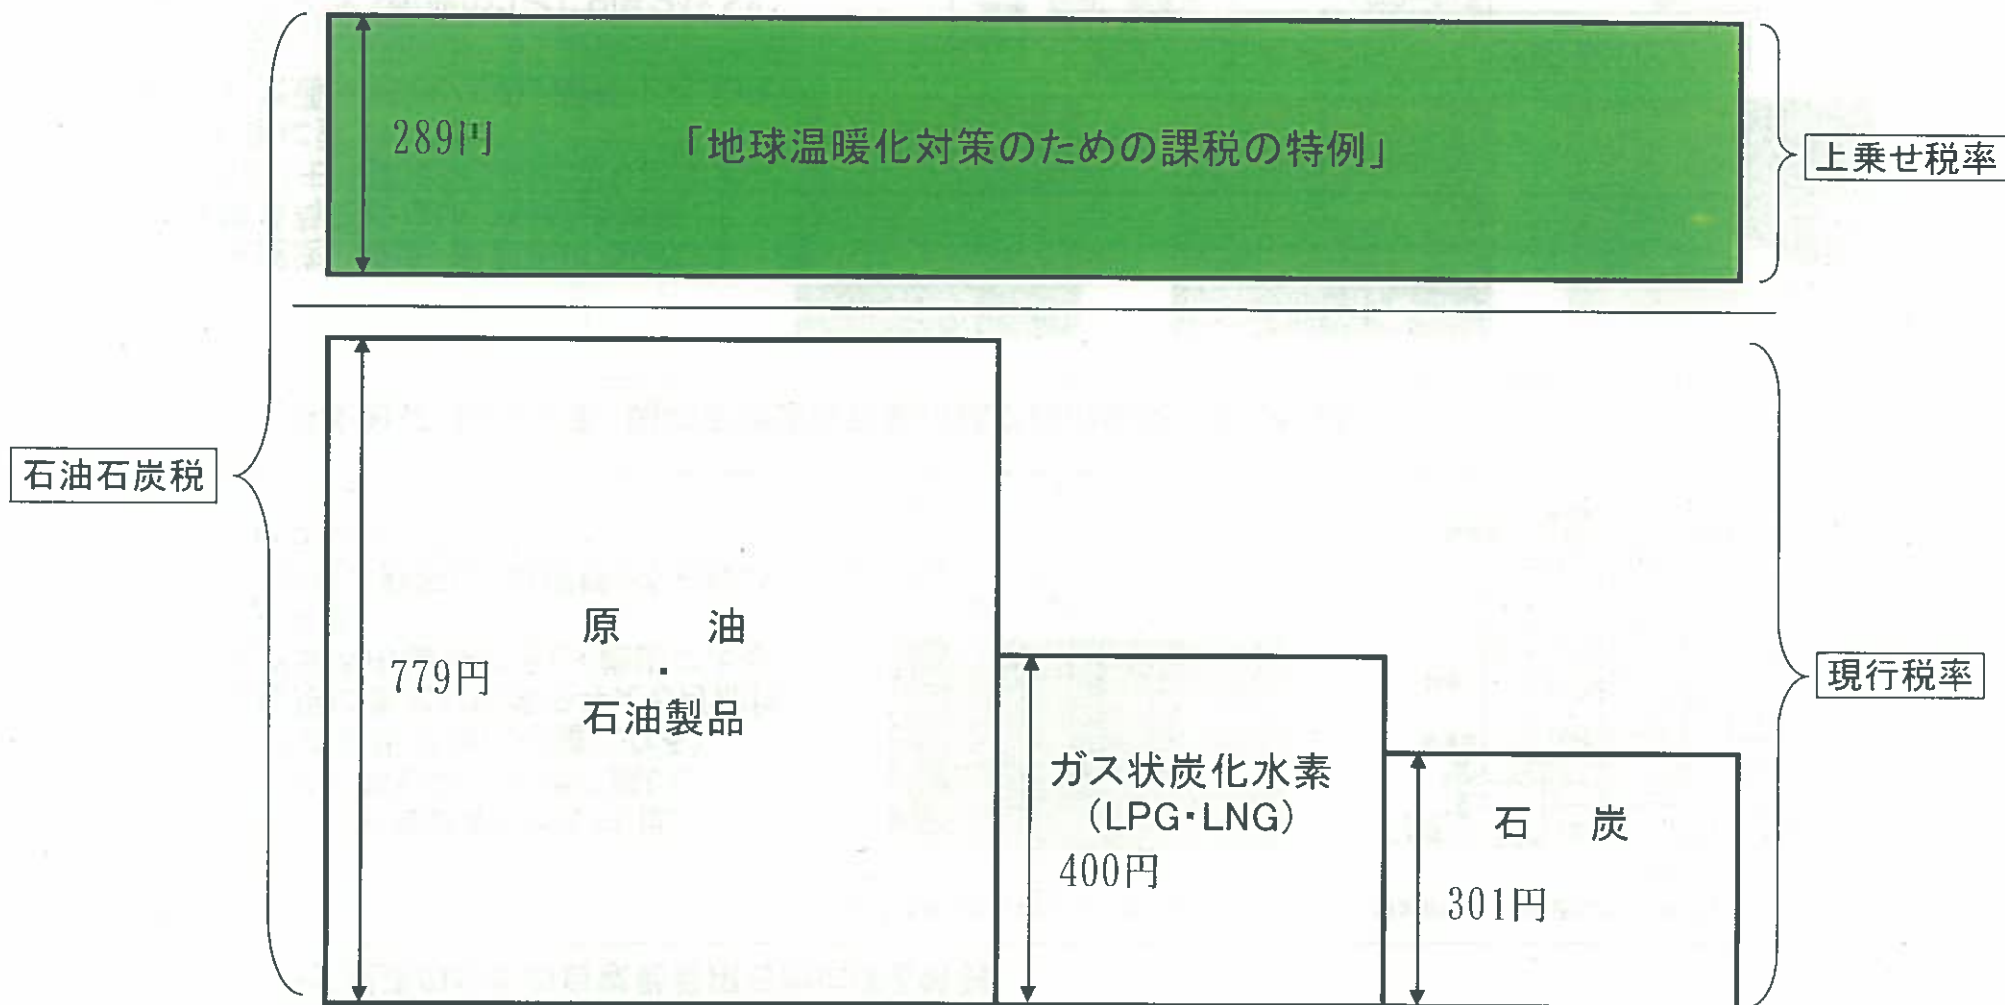 289円
「地球温暖化対策のための課税の特例」
上乗せ税率
石油石炭税
779円
原　油
・
石油製品
ガス状炭化水素
(LPG・LNG)
400円
石　炭
301円
現行税率